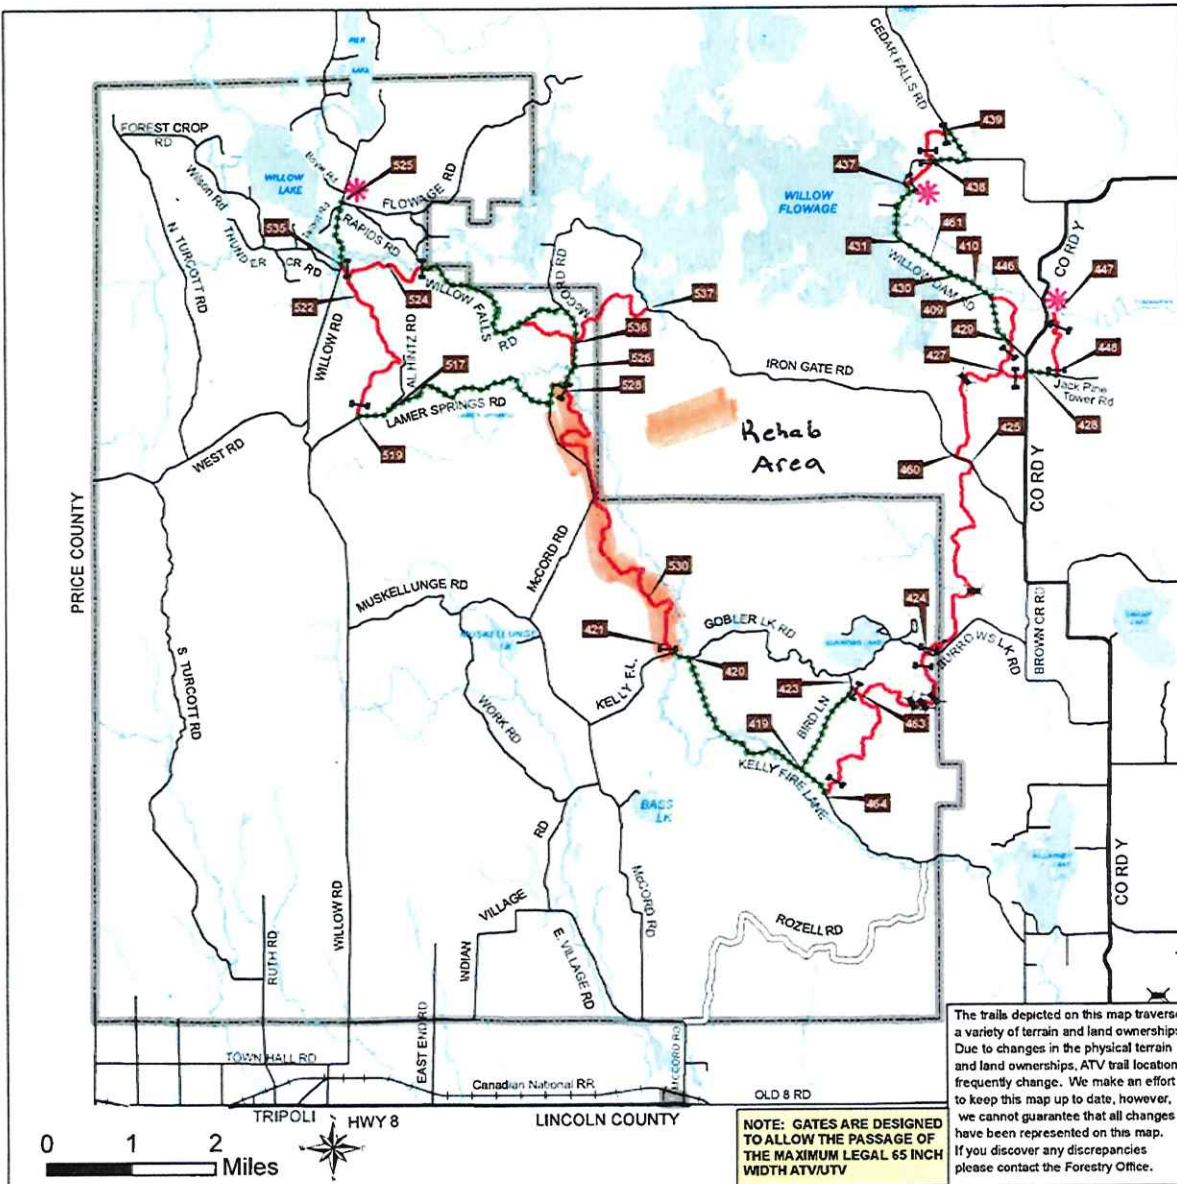 CEDAR FALLS RD
439
FOREST CROP
RD
525
437
438
Wilson Rd
WILLOW
LAKE
FLOWAGE RD
WILLOW
FLOWAGE
461
410
CO RD Y
N TURCOTT RD
535
RAPIDS RD
431
446
447
THUNDER CR RD
McCORD RD
WILLOW DAM RD
430
522
524
WILLOW FALLS
RD
537
409
429
536
WILLOW RD
AL HINTZ RD
517
526
IRON GATE RD
427
448
528
Jack Pine
Tower Rd
LAMER SPRINGS RD
428
Rehab
Area
425
519
460
WEST RD
CO RD Y
PRICE COUNTY
McCORD RD
530
MUSKELLUNGE RD
424
GOBLER LK RD
BROWN CR RD
421
BURROWS LK RD
MUSKELLUNGE
LK
420
S TURCOTT RD
KELLY F.L.
423
463
WORK RD
419
BIRD LN
KELLY FIRE LANE
464
BASS
LK
RD
McCORD RD
CO RD Y
WILLOW RD
VILLAGE
ROZELL RD
RUTH RD
INDIAN
E. VILLAGE RD
EAST END RD
TOWN HALL RD
McCORD RD
Canadian National RR
OLD 8 RD
TRIPOLI
HWY 8
LINCOLN COUNTY
0 1 2
Miles
NOTE: GATES ARE DESIGNED
TO ALLOW THE PASSAGE OF
THE MAXIMUM LEGAL 65 INCH
WIDTH ATV/UTV
The trails depicted on this map traverse
a variety of terrain and land ownerships
Due to changes in the physical terrain
and land ownerships, ATV trail location
frequently change. We make an effort
to keep this map up to date, however,
we cannot guarantee that all changes
have been represented on this map.
If you discover any discrepancies
please contact the Forestry Office.